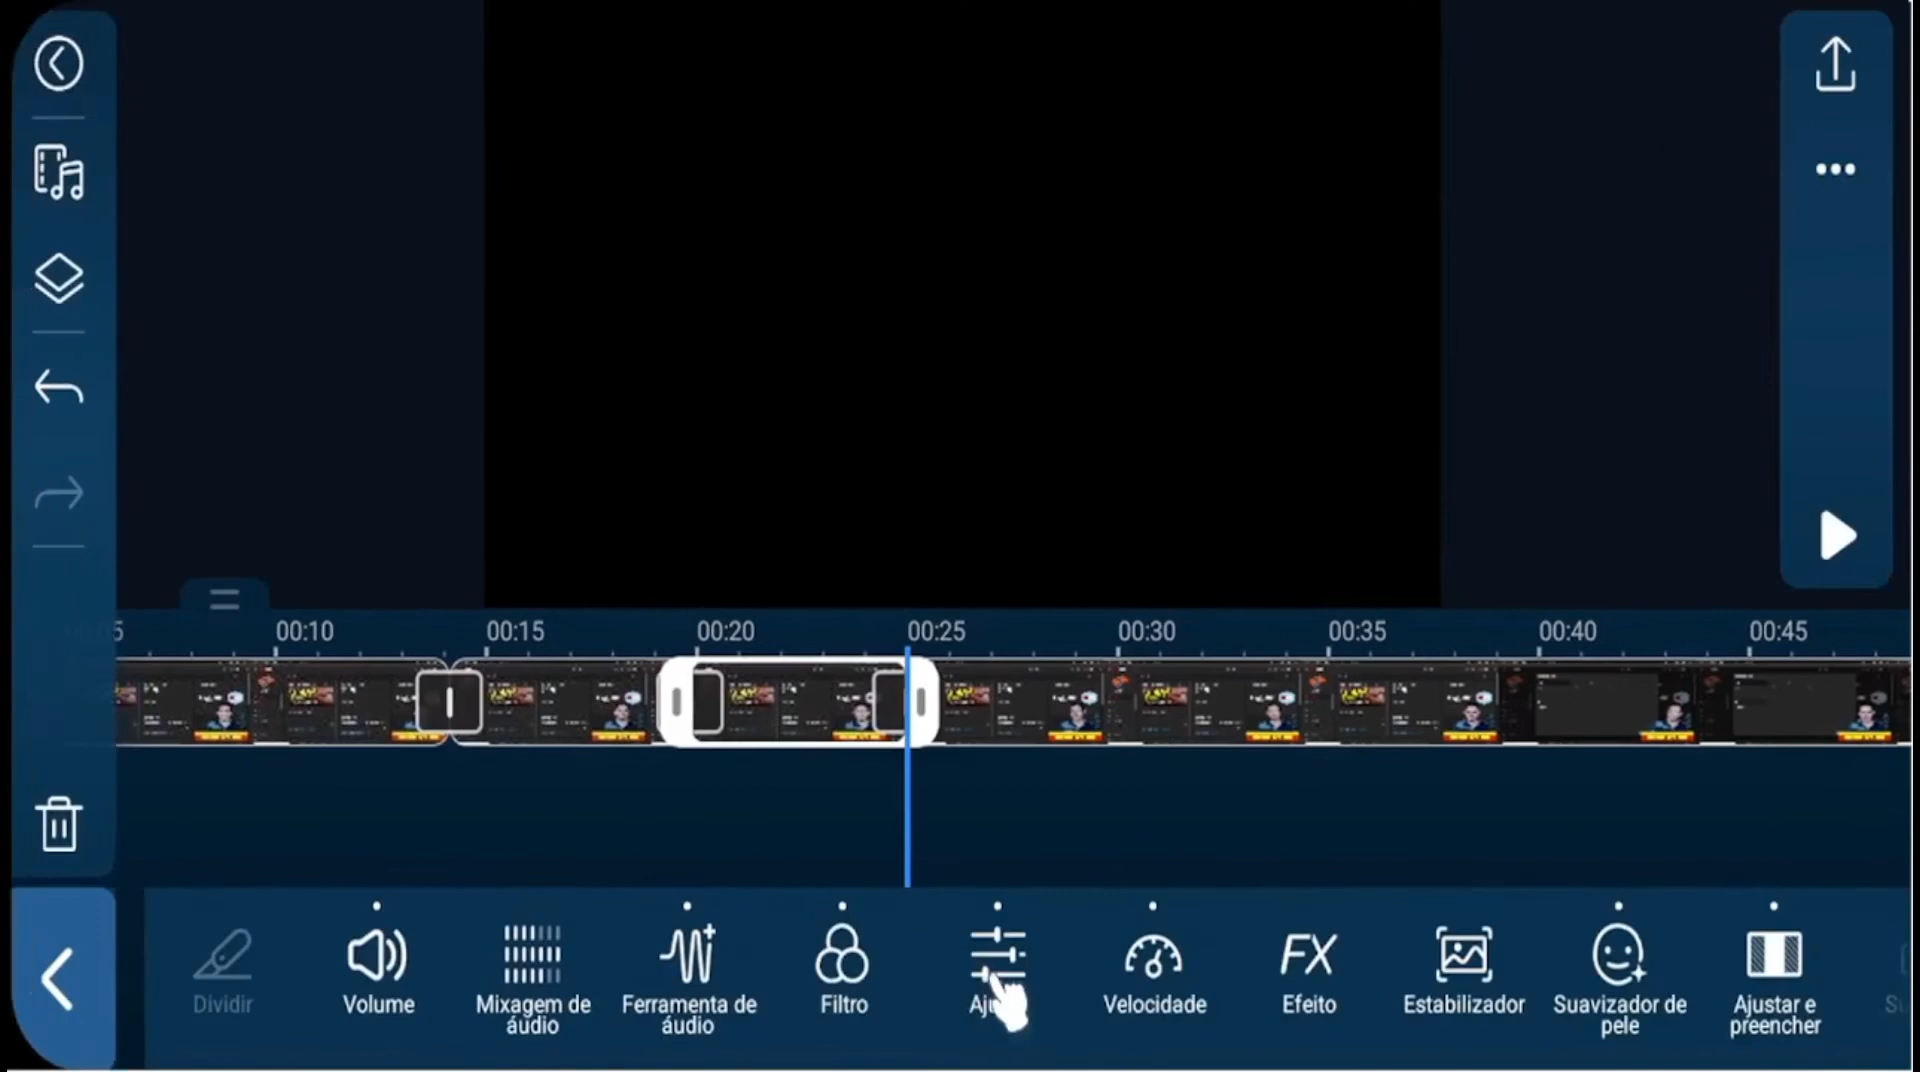 00:10
00:15
00:20
00:25
00:30
00:35
00:40
00:45
Dividir
Volume
Mixagem de
áudio
Ferramenta de
áudio
Filtro
Velocidade
FX
Efeito
Estabilizador
Suavizador de
pele
Ajustar e
preencher